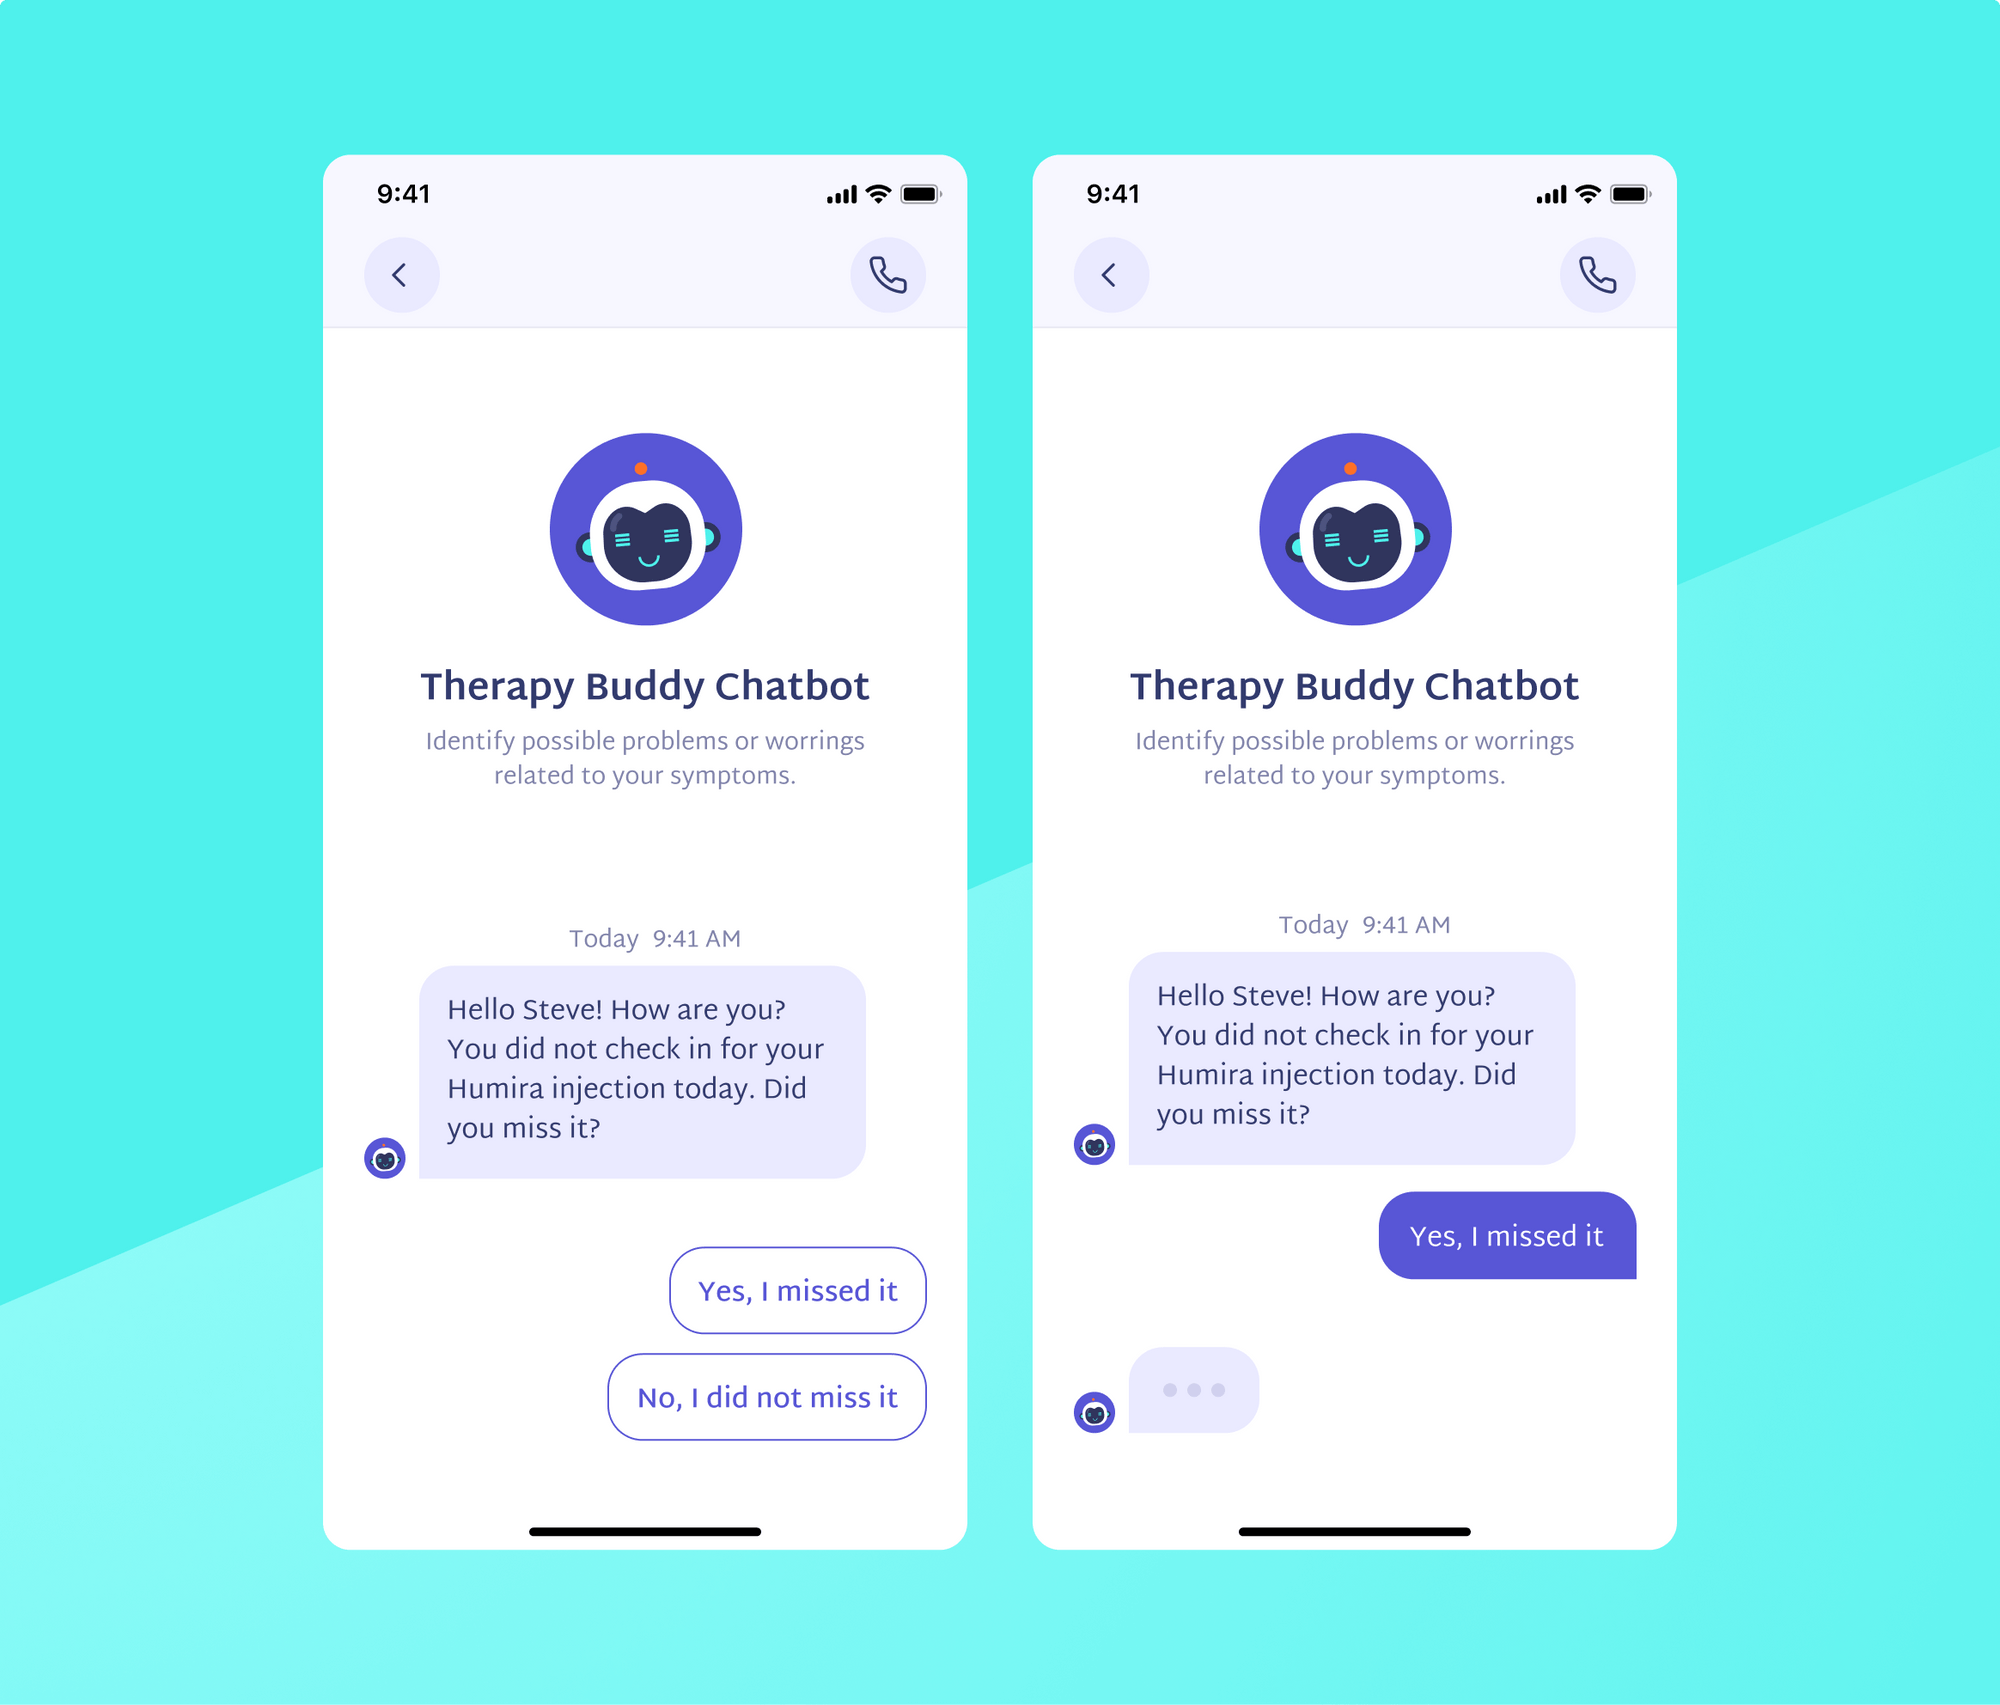 9:41
Therapy Buddy Chatbot
Identify possible problems or worrings
related to your symptoms.
Today 9:41 AM
Hello Steve! How are you?
You did not check in for your
Humira injection today. Did
you miss it?
Yes, I missed it
No, I did not miss it
9:41
Therapy Buddy Chatbot
Identify possible problems or worrings
related to your symptoms.
Today 9:41 AM
Hello Steve! How are you?
You did not check in for your
Humira injection today. Did
you miss it?
Yes, I missed it